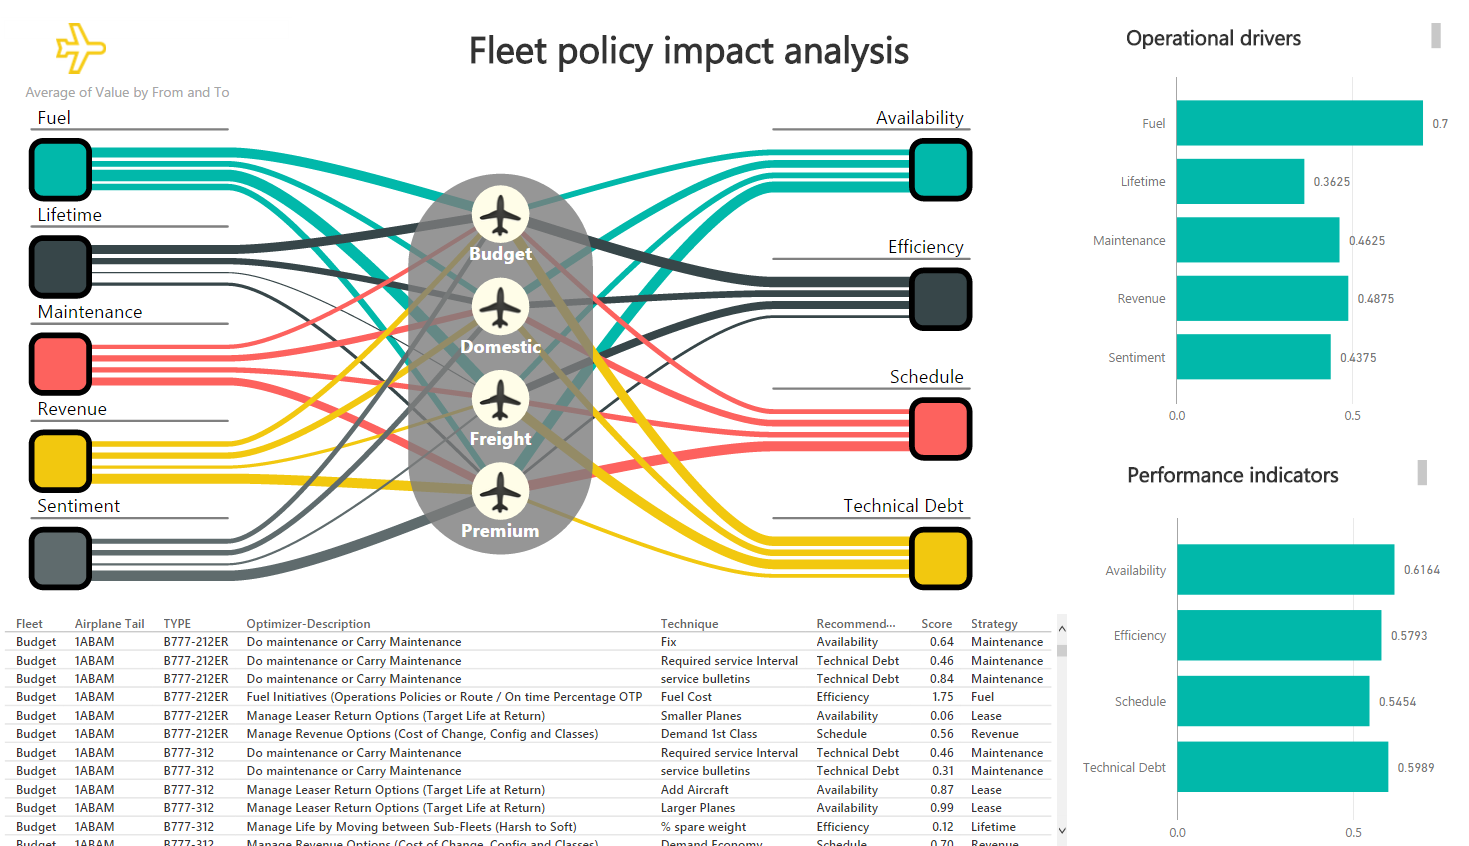 Fleet policy impact analysis
Average of Value by From and To
Fuel
Lifetime
Maintenance
Revenue
Sentiment
Budget
Domestic
Freight
Premium
Availability
Efficiency
Schedule
Technical Debt
Operational drivers
Fuel 0.7
Lifetime 0.3625
Maintenance 0.4625
Revenue 0.4875
Sentiment 0.4375
0.0 0.5
Performance indicators
Availability 0.6164
Efficiency 0.5793
Schedule 0.5454
Technical Debt 0.5989
0.0 0.5
Fleet Airplane Tail TYPE Optimizer-Description Technique Recommend... Score Strategy
Budget 1ABAM B777-212ER Do maintenance or Carry Maintenance Fix Availability 0.64 Maintenance
Budget 1ABAM B777-212ER Do maintenance or Carry Maintenance Required service Interval Technical Debt 0.46 Maintenance
Budget 1ABAM B777-212ER Do maintenance or Carry Maintenance service bulletins Technical Debt 0.84 Maintenance
Budget 1ABAM B777-212ER Fuel Initiatives (Operations Policies or Route / On time Percentage OTP Fuel Cost Efficiency 1.75 Fuel
Budget 1ABAM B777-212ER Manage Leaser Return Options (Target Life at Return) Smaller Planes Availability 0.06 Lease
Budget 1ABAM B777-212ER Manage Revenue Options (Cost of Change, Config and Classes) Demand 1st Class Schedule 0.56 Revenue
Budget 1ABAM B777-312 Do maintenance or Carry Maintenance Required service Interval Technical Debt 0.46 Maintenance
Budget 1ABAM B777-312 Do maintenance or Carry Maintenance service bulletins Technical Debt 0.31 Maintenance
Budget 1ABAM B777-312 Manage Leaser Return Options (Target Life at Return) Add Aircraft Availability 0.87 Lease
Budget 1ABAM B777-312 Manage Leaser Return Options (Target Life at Return) Larger Planes Availability 0.99 Lease
Budget 1ABAM B777-312 Manage Life by Moving between Sub-Fleets (Harsh to Soft) % spare weight Efficiency 0.12 Lifetime
Budget 1ABAM B777-312 Manage Revenue Options (Cost of Change, Config and Classes) Demand Economy Schedule 0.70 Revenue